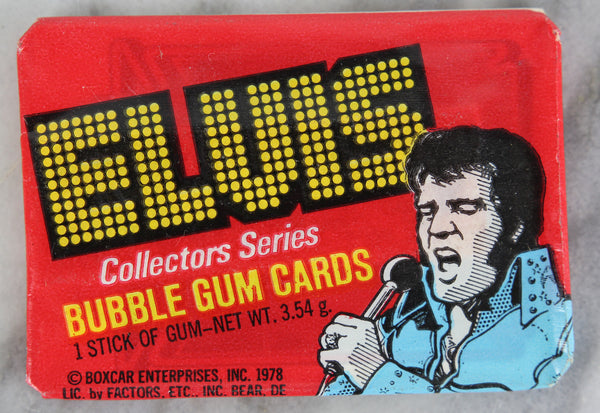 ELVIS
Collectors Series
BUBBLE GUM CARDS
1 STICK OF GUM-NET WT. 3.54 g.
© BOXCAR ENTERPRISES, INC. 1978
LIC. by FACTORS, ETC., INC. BEAR, DE